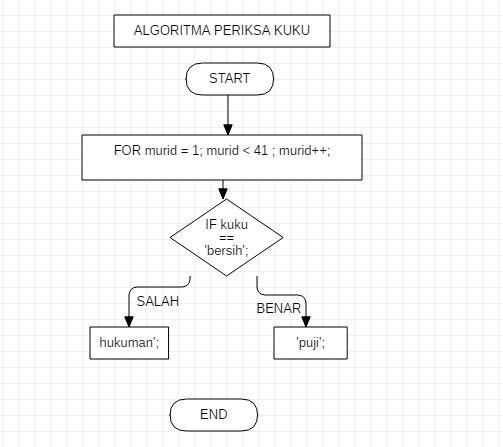 ALGORITMA PERIKSA KUKU
START
FOR murid = 1; murid < 41 ; murid++;
IF kuku
==
'bersih';
SALAH
BENAR
hukuman';
'puji';
END